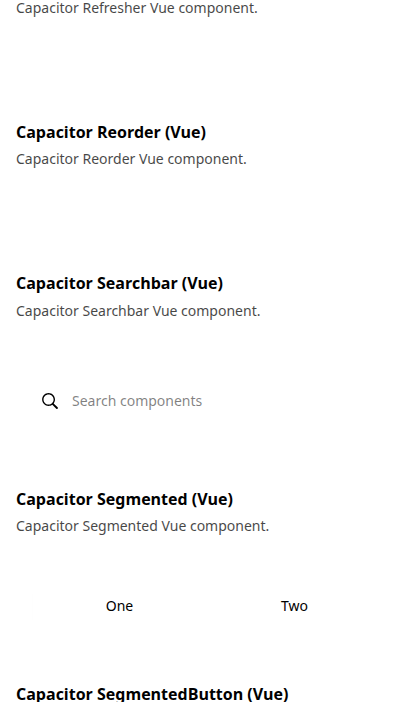 Capacitor Refresher Vue component.
Capacitor Reorder (Vue)
Capacitor Reorder Vue component.
Capacitor Searchbar (Vue)
Capacitor Searchbar Vue component.
Search components
Capacitor Segmented (Vue)
Capacitor Segmented Vue component.
One Two
Capacitor SegmentedButton (Vue)